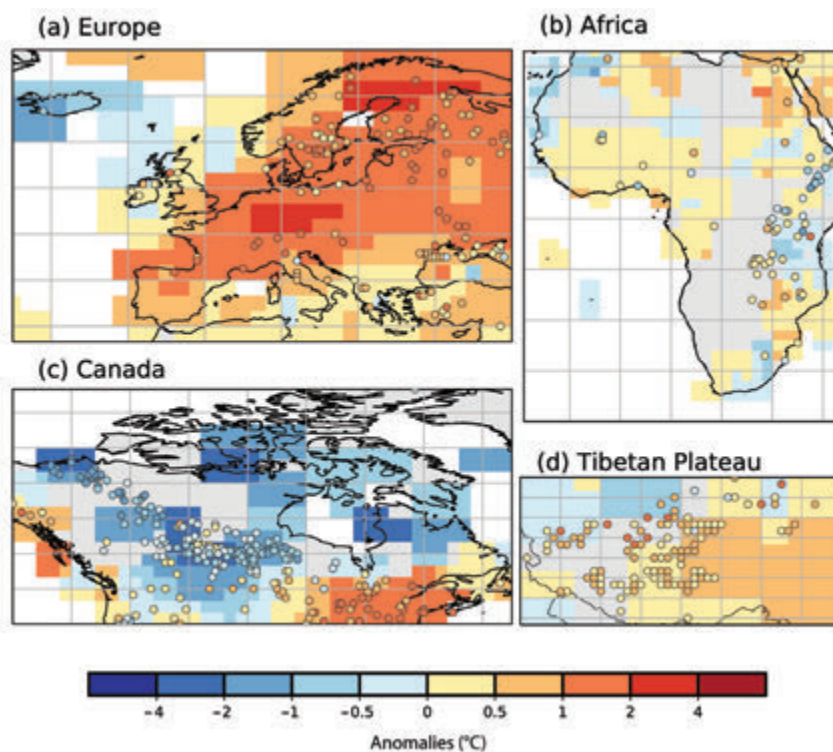 (a) Europe
(b) Africa
(c) Canada
(d) Tibetan Plateau
−4 −2 −1 −0.5 0 0.5 1 2 4
Anomalies (°C)